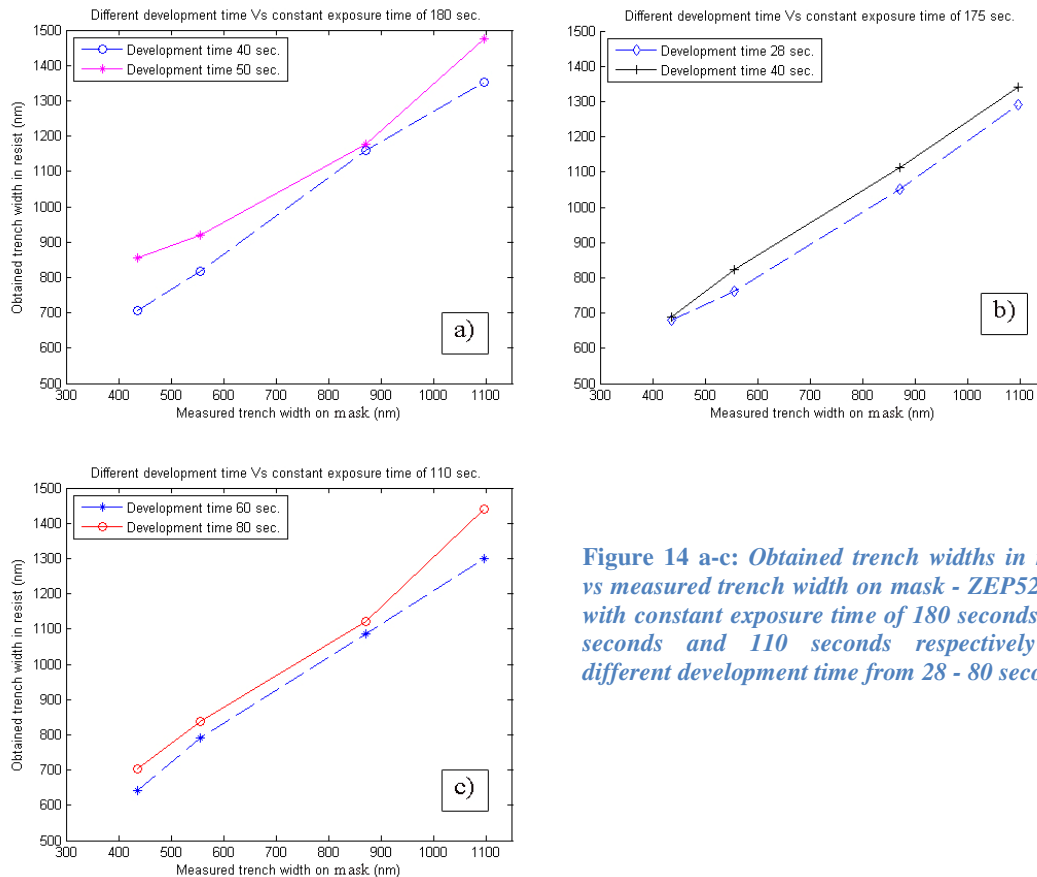 Different development time Vs constant exposure time of 180 sec.
1500
1400
1300
1200
1100
1000
900
800
700
600
500
Obtained trench width in resist (nm)
Development time 40 sec.
Development time 50 sec.
a)
300 400 500 600 700 800 900 1000 1100
Measured trench width on mask (nm)
Different development time Vs constant exposure time of 175 sec.
1500
1400
1300
1200
1100
1000
900
800
700
600
500
Development time 28 sec.
Development time 40 sec.
b)
300 400 500 600 700 800 900 1000 1100
Measured trench width on mask (nm)
Different development time Vs constant exposure time of 110 sec.
1500
1400
1300
1200
1100
1000
900
800
700
600
500
Obtained trench width in resist (nm)
Development time 60 sec.
Development time 80 sec.
c)
300 400 500 600 700 800 900 1000 1100
Measured trench width on mask (nm)
Figure 14 a-c: Obtained trench widths in
vs measured trench width on mask - ZEP52
with constant exposure time of 180 seconds
seconds and 110 seconds respectively
different development time from 28 - 80